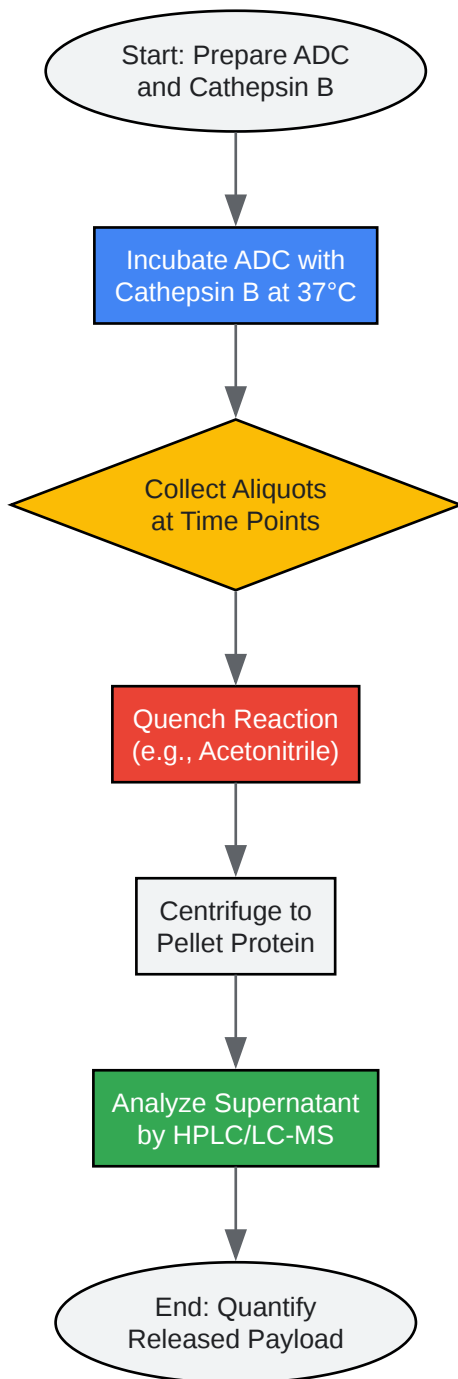 Start: Prepare ADC
and Cathepsin B
Incubate ADC with
Cathepsin B at 37°C
Collect Aliquots
at Time Points
Quench Reaction
(e.g., Acetonitrile)
Centrifuge to
Pellet Protein
Analyze Supernatant
by HPLC/LC-MS
End: Quantify
Released Payload